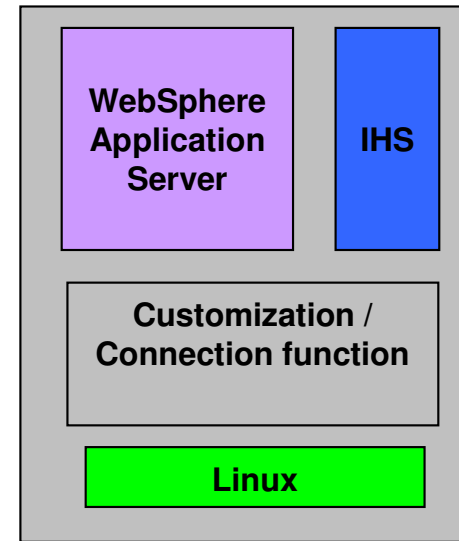 WebSphere
Application
Server
IHS
Customization /
Connection function
Linux